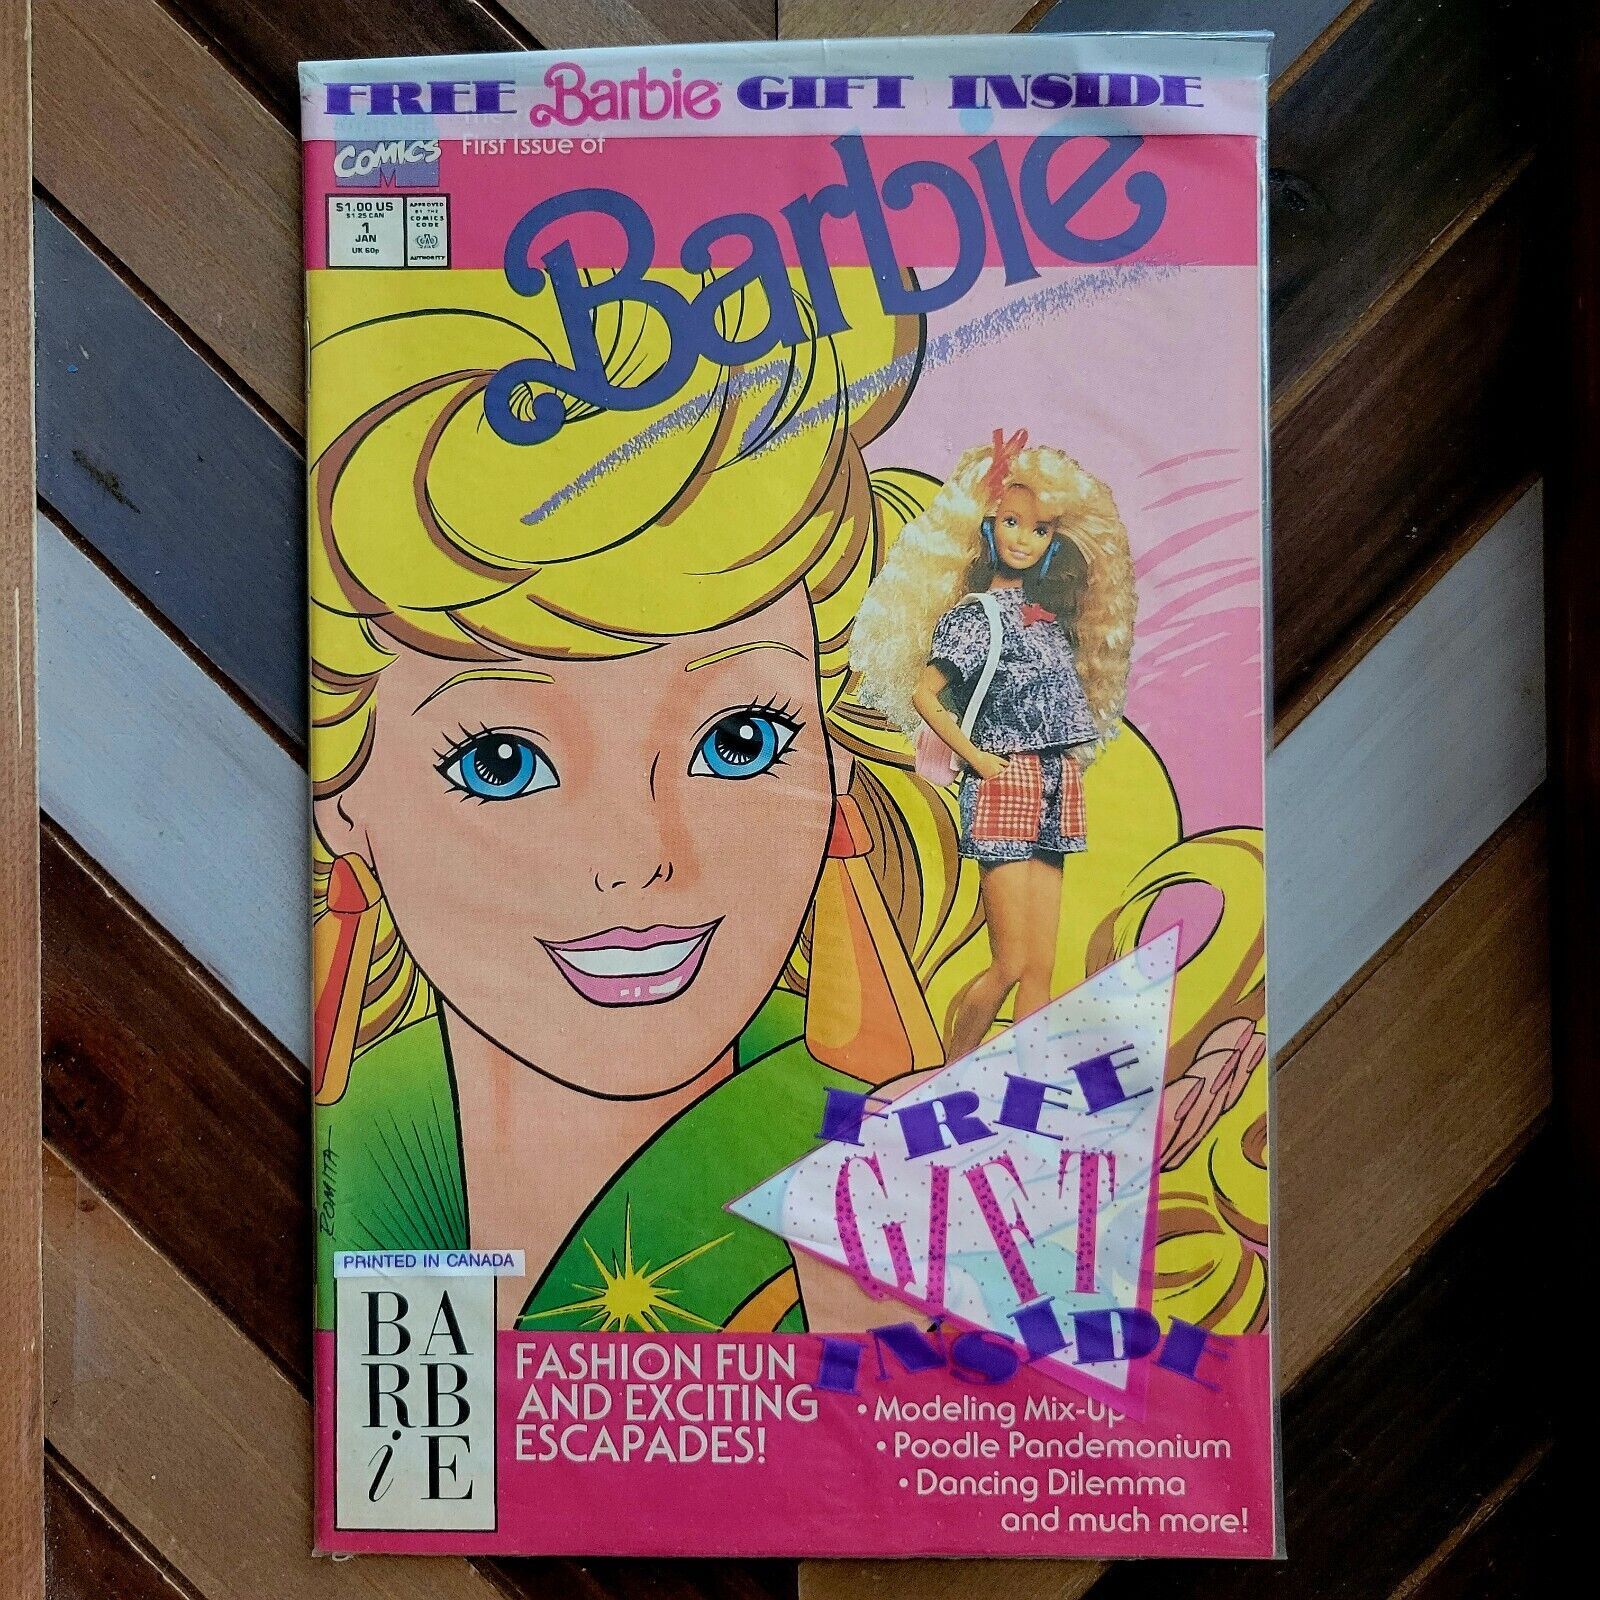 FREE Barbie™ GIFT INSIDE
The
First Issue of
COMICS
M
$1.00 US
$1.25 CAN
1
JAN
UK 60p
APPROVED
BY THE
COMICS
CODE
AUTHORITY
Barbie
FREE
GIFT
INSIDE
ROMITA
PRINTED IN CANADA
BA
RB
iE
FASHION FUN
AND EXCITING
ESCAPADES!
• Modeling Mix-Up
• Poodle Pandemonium
• Dancing Dilemma
and much more!